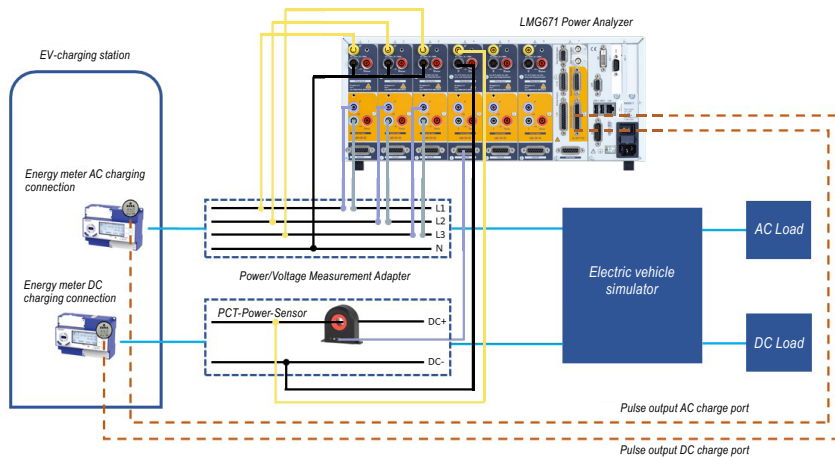 LMG671 Power Analyzer
EV-charging station
Energy meter AC charging
connection
L1
L2
L3
N
AC Load
Electric vehicle
simulator
Power/Voltage Measurement Adapter
Energy meter DC
charging connection
PCT-Power-Sensor
DC+
DC-
DC Load
Pulse output AC charge port
Pulse output DC charge port